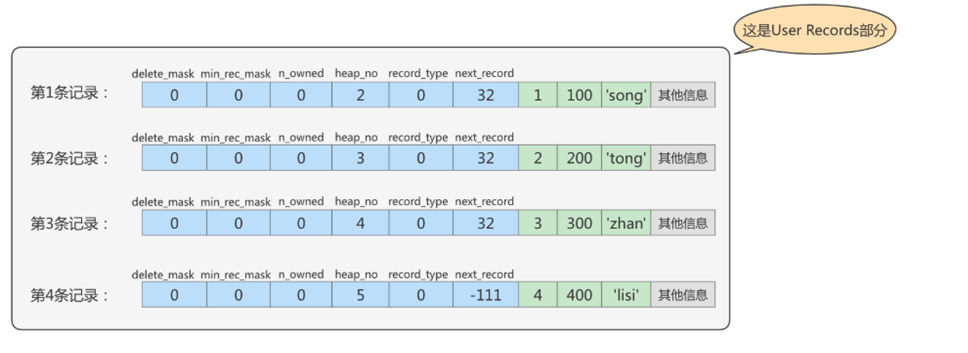 这是User Records部分
delete_mask min_rec_mask n_owned heap_no record_type next_record
第1条记录： 0 0 0 2 0 32 1 100 'song' 其他信息
delete_mask min_rec_mask n_owned heap_no record_type next_record
第2条记录： 0 0 0 3 0 32 2 200 'tong' 其他信息
delete_mask min_rec_mask n_owned heap_no record_type next_record
第3条记录： 0 0 0 4 0 32 3 300 'zhan' 其他信息
delete_mask min_rec_mask n_owned heap_no record_type next_record
第4条记录： 0 0 0 5 0 -111 4 400 'lisi' 其他信息